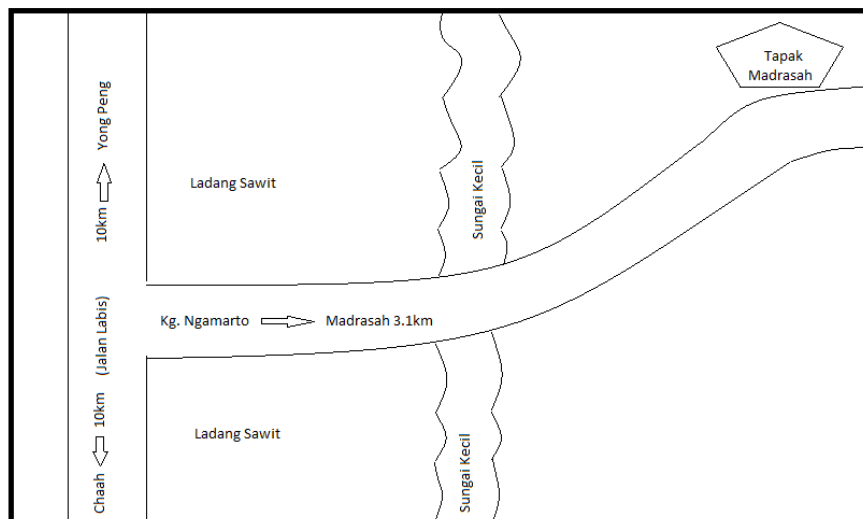 Tapak
Madrasah
10km
Yong Peng
Ladang Sawit
Sungai Kecil
(Jalan Labis)
Kg. Ngamarto
Madrasah 3.1km
Chaah
10km
Ladang Sawit
Sungai Kecil